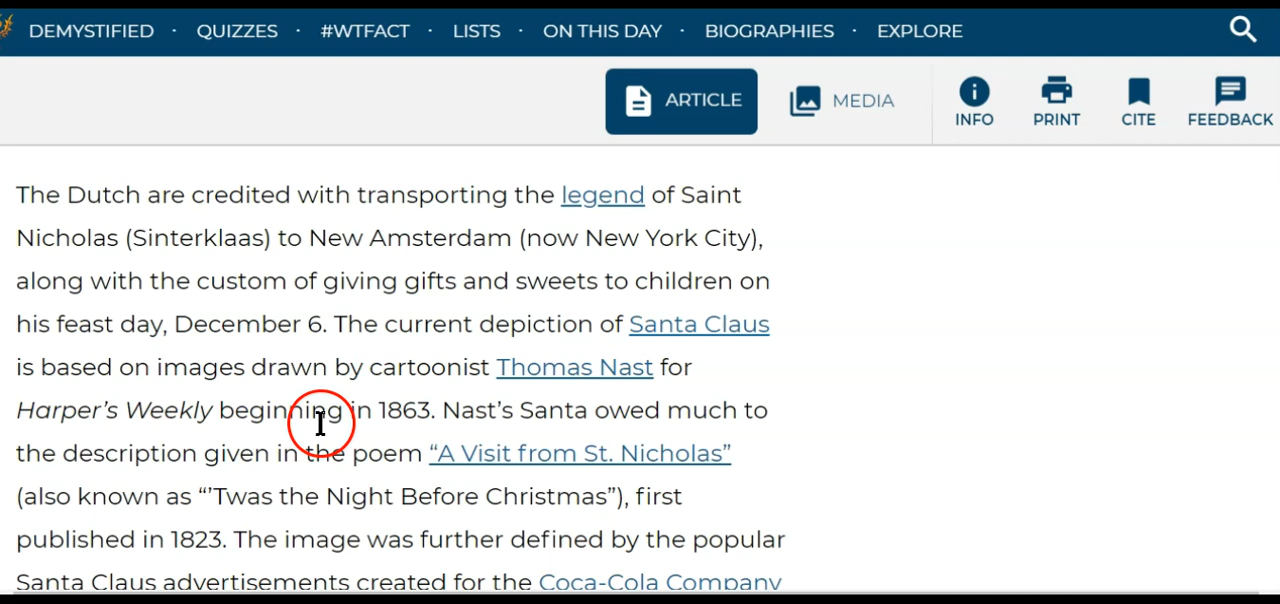 DEMYSTIFIED · QUIZZES · #WTFACT · LISTS · ON THIS DAY · BIOGRAPHIES · EXPLORE
ARTICLE MEDIA INFO PRINT CITE FEEDBACK
The Dutch are credited with transporting the legend of Saint
Nicholas (Sinterklaas) to New Amsterdam (now New York City),
along with the custom of giving gifts and sweets to children on
his feast day, December 6. The current depiction of Santa Claus
is based on images drawn by cartoonist Thomas Nast for
Harper’s Weekly beginning in 1863. Nast’s Santa owed much to
the description given in the poem “A Visit from St. Nicholas”
(also known as “’Twas the Night Before Christmas”), first
published in 1823. The image was further defined by the popular
Santa Claus advertisements created for the Coca-Cola Company